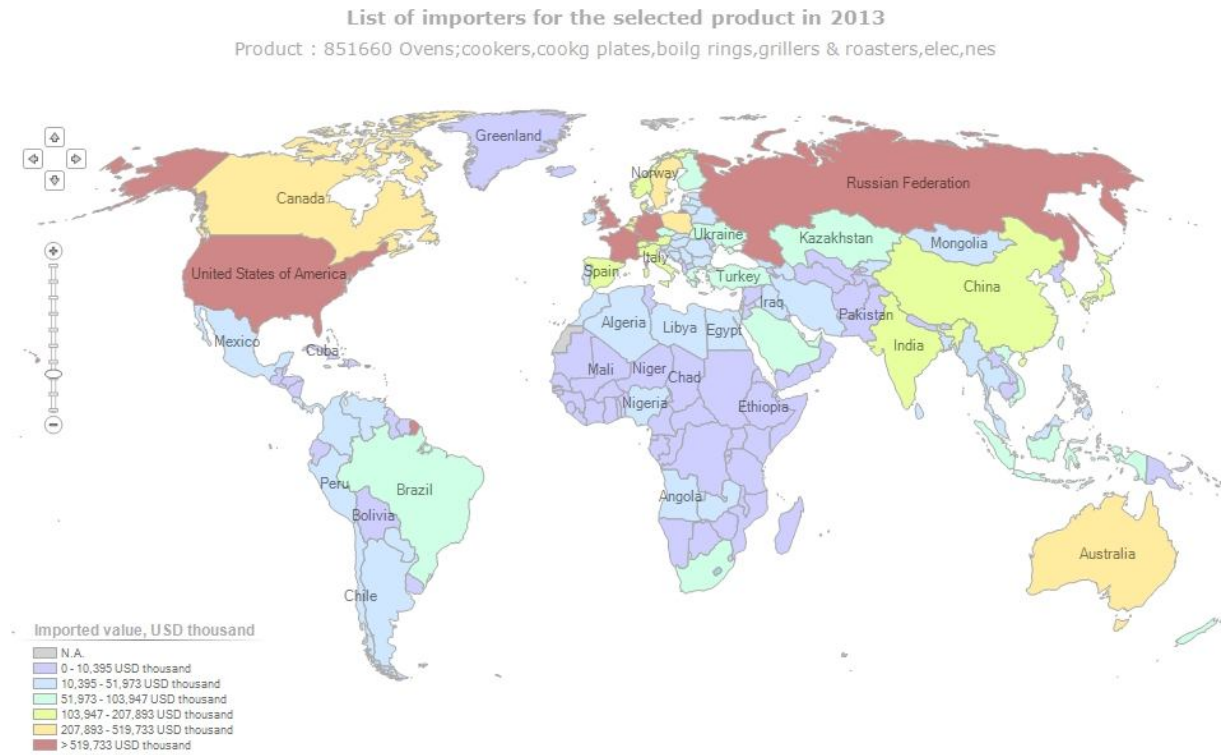 List of importers for the selected product in 2013
Product : 851660 Ovens;cookers,cookg plates,boilg rings,grillers & roasters,elec,nes
Greenland
Norway
Russian Federation
Canada
Ukraine
Kazakhstan
Mongolia
Italy
United States of America
Spain
Turkey
China
Iraq
Pakistan
Algeria
Libya
Egypt
Mexico
India
Cuba
Mali
Niger
Chad
Nigeria
Ethiopia
Peru
Brazil
Angola
Bolivia
Australia
Chile
Imported value, USD thousand
N.A.
0 - 10,395 USD thousand
10,395 - 51,973 USD thousand
51,973 - 103,947 USD thousand
103,947 - 207,893 USD thousand
207,893 - 519,733 USD thousand
> 519,733 USD thousand